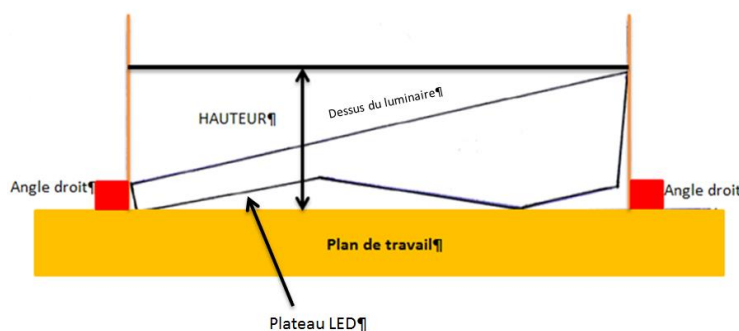 Dessus du luminaire¶
HAUTEUR¶
Angle droit¶
Angle droit
Plan de travail¶
Plateau LED¶